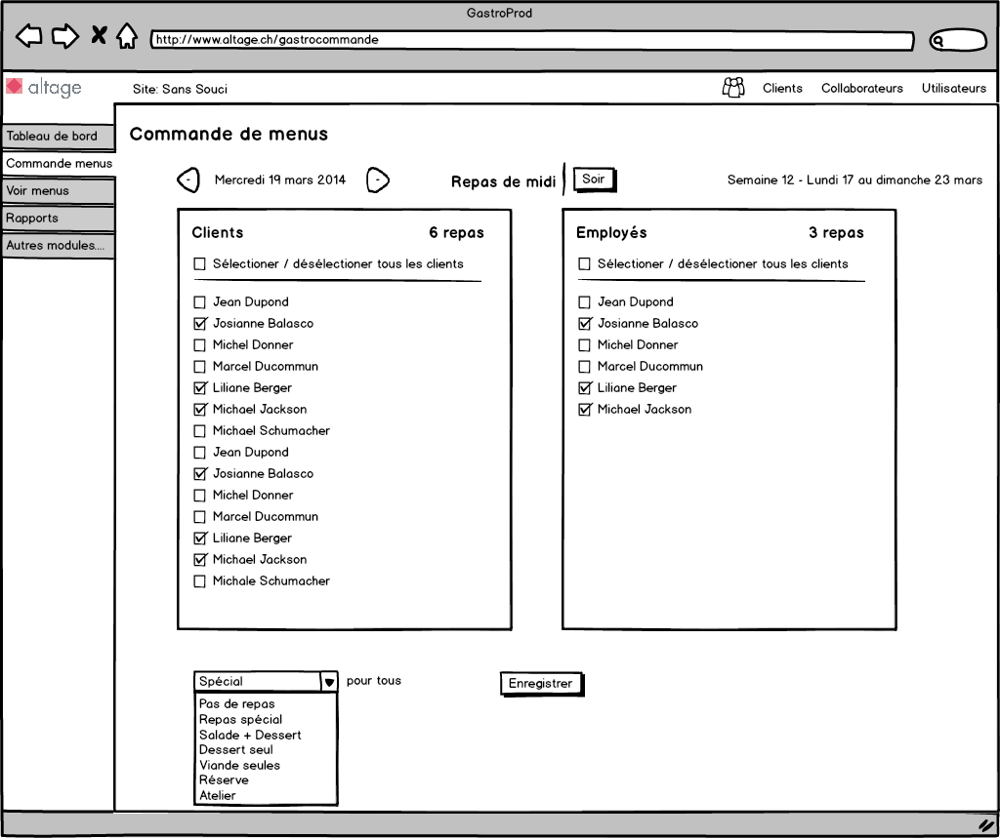 GastroProd
http://www.altage.ch/gastrocommande
altage
Site: Sans Souci
Clients
Collaborateurs
Utilisateurs
Tableau de bord
Commande menus
Voir menus
Rapports
Autres modules....
Commande de menus
-
Mercredi 19 mars 2014
-
Repas de midi
Soir
Semaine 12 - Lundi 17 au dimanche 23 mars
Clients
6 repas
Sélectioner / désélectioner tous les clients
Jean Dupond
Josianne Balasco
Michel Donner
Marcel Ducommun
Liliane Berger
Michael Jackson
Michael Schumacher
Jean Dupond
Josianne Balasco
Michel Donner
Marcel Ducommun
Liliane Berger
Michael Jackson
Michale Schumacher
Employés
3 repas
Sélectioner / désélectioner tous les clients
Jean Dupond
Josianne Balasco
Michel Donner
Marcel Ducommun
Liliane Berger
Michael Jackson
Spécial
pour tous
Enregistrer
Pas de repas
Repas spécial
Salade + Dessert
Dessert seul
Viande seules
Réserve
Atelier